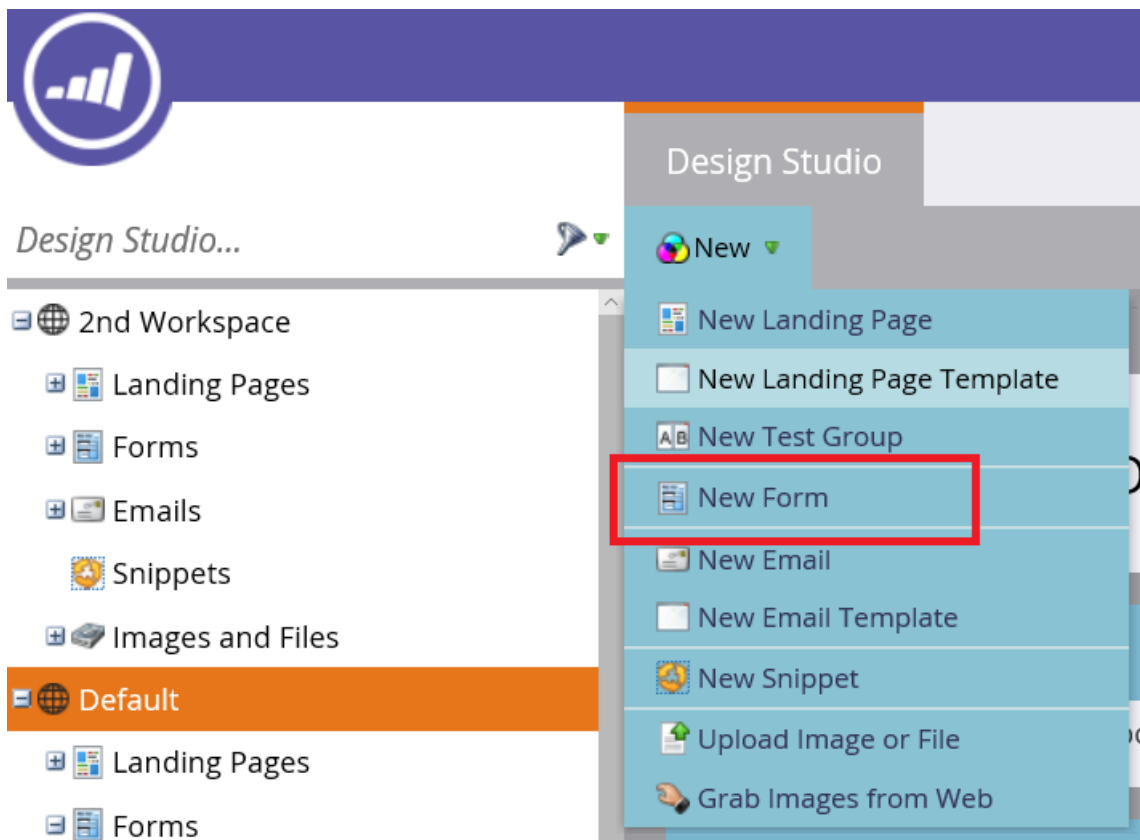 Design Studio
Design Studio...
New
2nd Workspace
Landing Pages
Forms
Emails
Snippets
Images and Files
Default
Landing Pages
Forms
New Landing Page
New Landing Page Template
A B New Test Group
New Form
New Email
New Email Template
New Snippet
Upload Image or File
Grab Images from Web